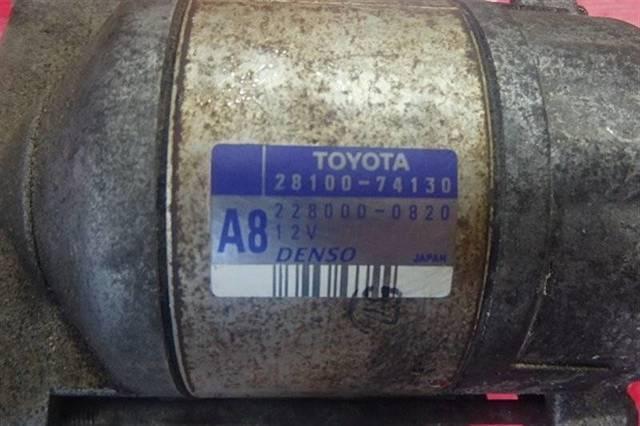 TOYOTA
28100-74130
A8
228000-0820
12V
DENSO
JAPAN